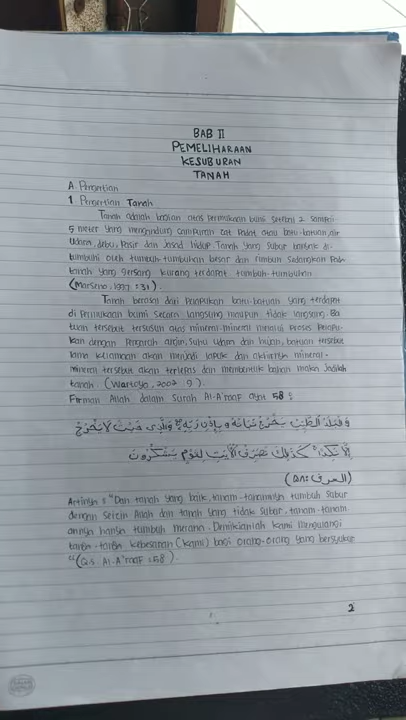 BAB II
PEMELIHARAAN
KESUBURAN
TANAH
A. Pengertian
1 Pengertian Tanah
Tanah adalah bagian atas permukaan bumi setebal 2 sampai
5 meter yang mengandung campuran zat padat atau batu-batuan, air
udara, debu, pasir dan Jasad hidup. Tanah yang subur banyak di
tumbuhi oleh tumbuh-tumbuhan besar dan rimbun sedangkan pada
tanah yang gersang kurang terdapat tumbuh-tumbuhan
(Marseno, 1997 : 31).
Tanah berasal dari Pelapukan batu-batuan yang terdapat
di Permukaan bumi secara langsung maupun tidak langsung. Ba
tuan tersebut tersusun atas mineral-mineral melalui Proses Pelapu-
kan dengan Pengaruh angin, suhu udara dan hujan, batuan tersebut
lama kelamaan akan menjadi lapuk dan akhirnya mineral-
mineral tersebut akan terlepas dan membentuk bahan maka Jadilah
tanah (Wartoyo, 2007 9).
Firman Allah dalam Surah Al-A'raaf ayat 58 :
كَذٰلِكَ نُصَرِّفُ الْاٰيٰتِ لِقَوْمٍ يَّشْكُرُوْنَ
Artinya : "Dan tanah yang baik, tanam-tanamannya tumbuh subur
dengan seizin Allah dan tanah yang tidak subur, tanam-tanam
annya hanya tumbuh merana. Demikianlah kami mengulangi
tanda-tanda kebesaran (kami) bagi orang-orang yang bersyukur
"(Q.S Al-A'raaf :58).
2